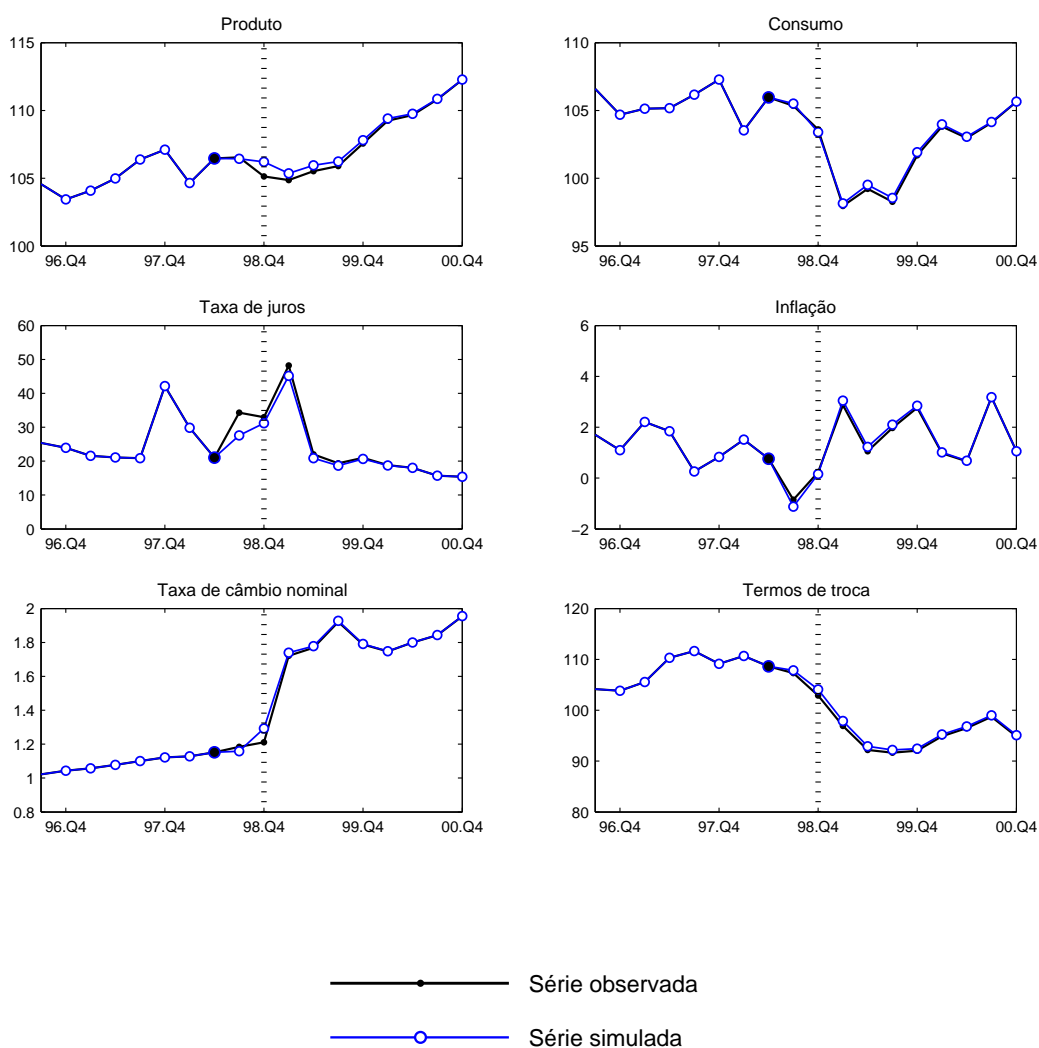 Produto
115
110
105
100
96.Q4 97.Q4 98.Q4 99.Q4 00.Q4
Consumo
110
105
100
95
96.Q4 97.Q4 98.Q4 99.Q4 00.Q4
Taxa de juros
60
50
40
30
20
10
0
96.Q4 97.Q4 98.Q4 99.Q4 00.Q4
Inflação
6
4
2
0
−2
96.Q4 97.Q4 98.Q4 99.Q4 00.Q4
Taxa de câmbio nominal
2
1.8
1.6
1.4
1.2
1
0.8
96.Q4 97.Q4 98.Q4 99.Q4 00.Q4
Termos de troca
120
110
100
90
80
96.Q4 97.Q4 98.Q4 99.Q4 00.Q4
Série observada
Série simulada